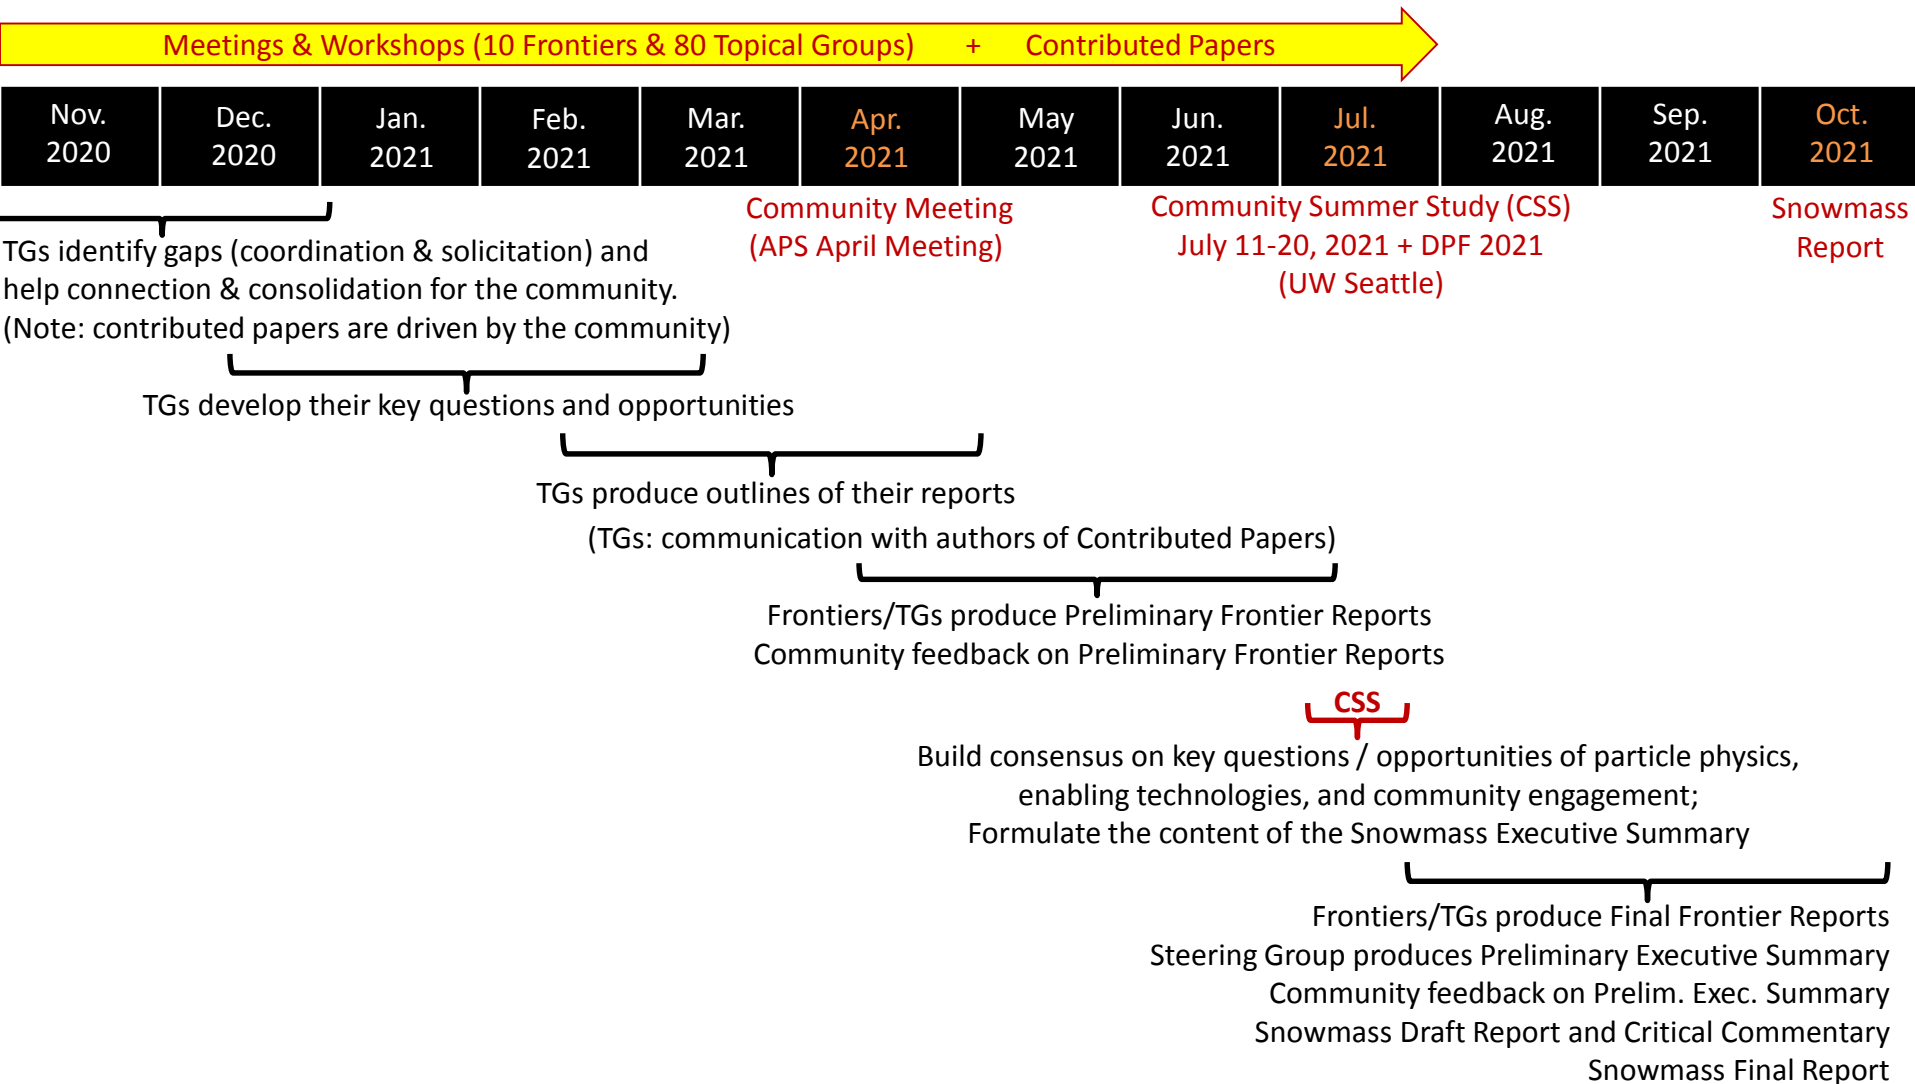 Meetings & Workshops (10 Frontiers & 80 Topical Groups) + Contributed Papers
Nov. 2020
Dec. 2020
Jan. 2021
Feb. 2021
Mar. 2021
Apr. 2021
May 2021
Jun. 2021
Jul. 2021
Aug. 2021
Sep. 2021
Oct. 2021
Community Meeting
(APS April Meeting)
Community Summer Study (CSS)
July 11-20, 2021 + DPF 2021
(UW Seattle)
Snowmass
Report
TGs identify gaps (coordination & solicitation) and
help connection & consolidation for the community.
(Note: contributed papers are driven by the community)
TGs develop their key questions and opportunities
TGs produce outlines of their reports
(TGs: communication with authors of Contributed Papers)
Frontiers/TGs produce Preliminary Frontier Reports
Community feedback on Preliminary Frontier Reports
CSS
Build consensus on key questions / opportunities of particle physics,
enabling technologies, and community engagement;
Formulate the content of the Snowmass Executive Summary
Frontiers/TGs produce Final Frontier Reports
Steering Group produces Preliminary Executive Summary
Community feedback on Prelim. Exec. Summary
Snowmass Draft Report and Critical Commentary
Snowmass Final Report